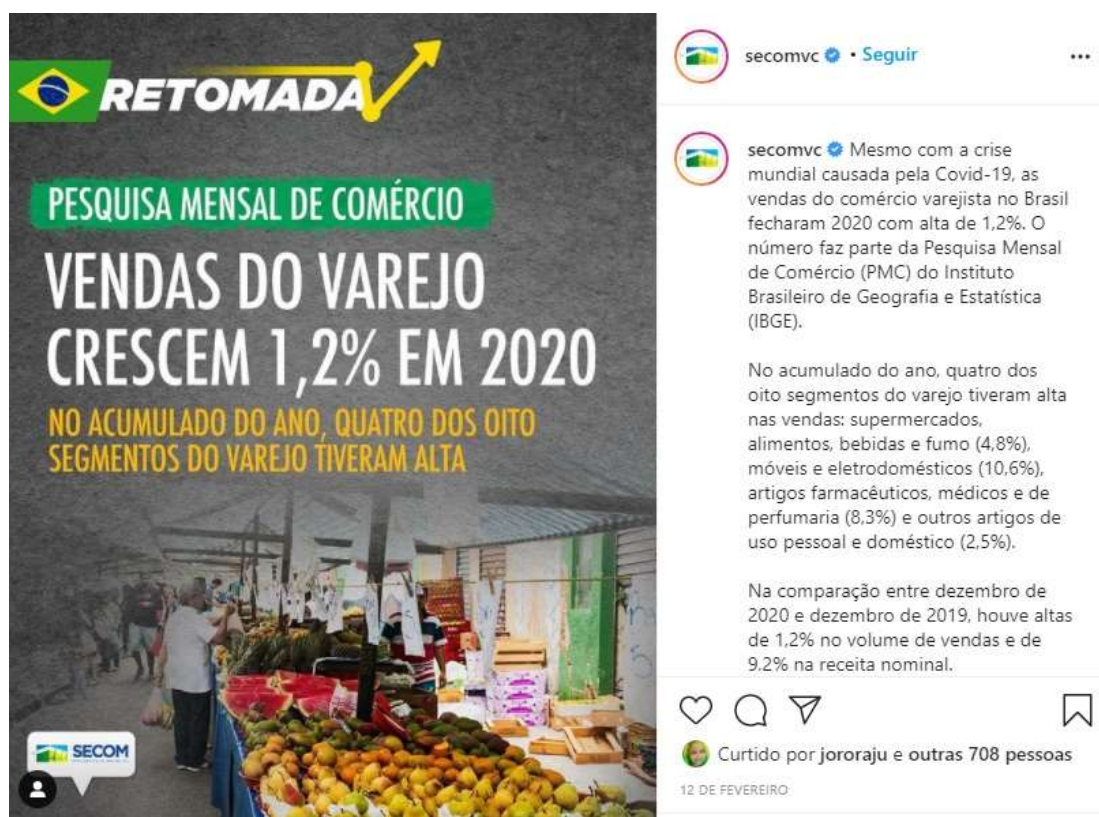 RETOMADA
PESQUISA MENSAL DE COMÉRCIO
VENDAS DO VAREJO
CRESCEM 1,2% EM 2020
NO ACUMULADO DO ANO, QUATRO DOS OITO
SEGMENTOS DO VAREJO TIVERAM ALTA
SECOM
secomvc • Seguir
secomvc Mesmo com a crise
mundial causada pela Covid-19, as
vendas do comércio varejista no Brasil
fecharam 2020 com alta de 1,2%. O
número faz parte da Pesquisa Mensal
de Comércio (PMC) do Instituto
Brasileiro de Geografia e Estatística
(IBGE).
No acumulado do ano, quatro dos
oito segmentos do varejo tiveram alta
nas vendas: supermercados,
alimentos, bebidas e fumo (4,8%),
móveis e eletrodomésticos (10,6%),
artigos farmacêuticos, médicos e de
perfumaria (8,3%) e outros artigos de
uso pessoal e doméstico (2,5%).
Na comparação entre dezembro de
2020 e dezembro de 2019, houve altas
de 1,2% no volume de vendas e de
9,2% na receita nominal.
Curtido por jororaju e outras 708 pessoas
12 DE FEVEREIRO